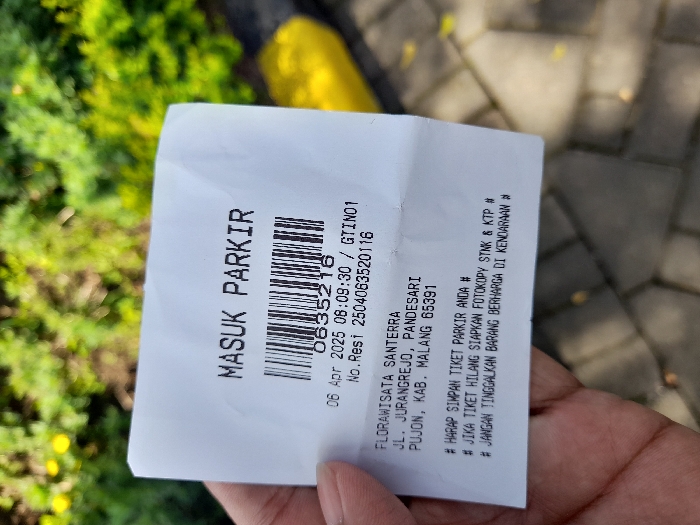 MASUK PARKIR
0635216
06 Apr 2025 08:09:30 / GTIN01
No.Resi 2504063520116
FLORAWISATA SANTERRA
JL. JURANGREJO, PANDESARI
PUJON, KAB. MALANG 65391
# HARAP SIMPAN TIKET PARKIR ANDA #
# JIKA TIKET HILANG SIAPKAN FOTOKOPY STNK & KTP #
# JANGAN TINGGALKAN BARANG BERHARGA DI KENDARAAN #